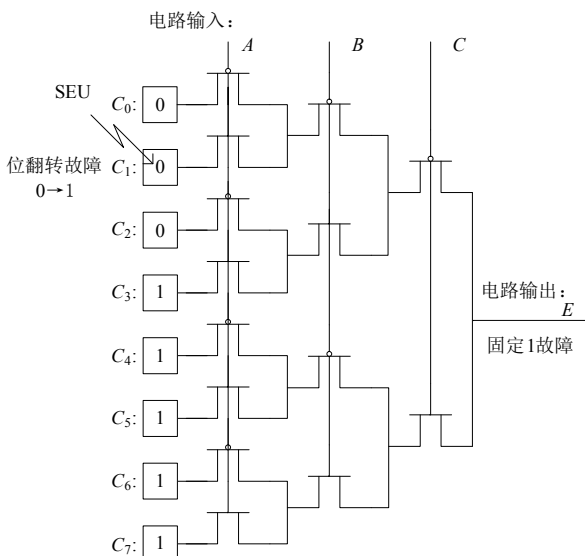 电路输入：
A B C
SEU
C0: 0
位翻转故障
0→1
C1: 0
C2: 0
C3: 1
C4: 1
C5: 1
C6: 1
C7: 1
电路输出：
E
固定1故障